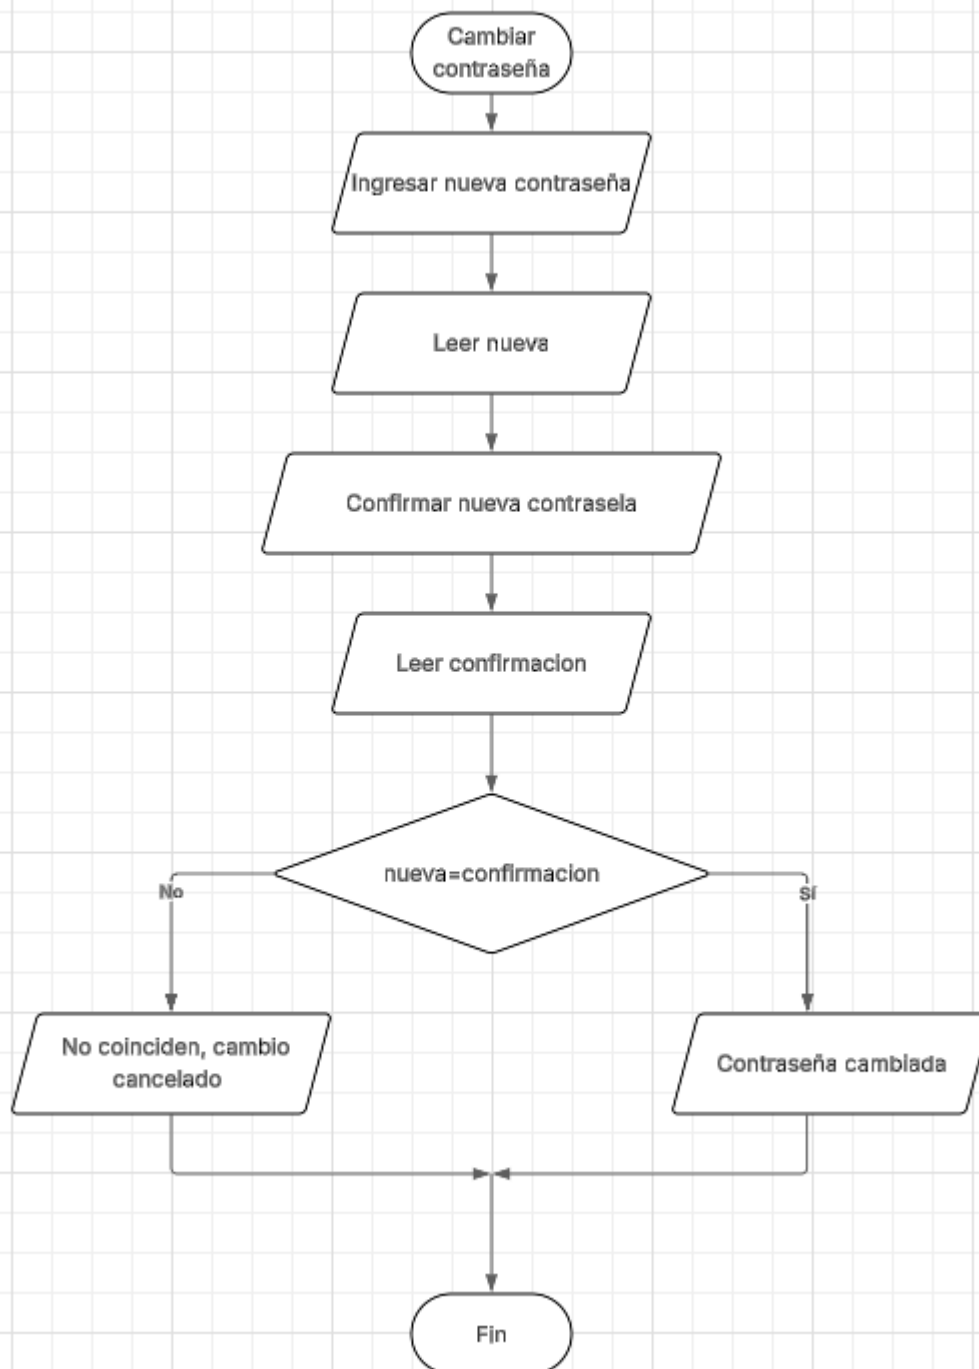 Cambiar
contraseña
Ingresar nueva contraseña
Leer nueva
Confirmar nueva contrasela
Leer confirmacion
nueva=confirmacion
No
Sí
No coinciden, cambio
cancelado
Contraseña cambiada
Fin